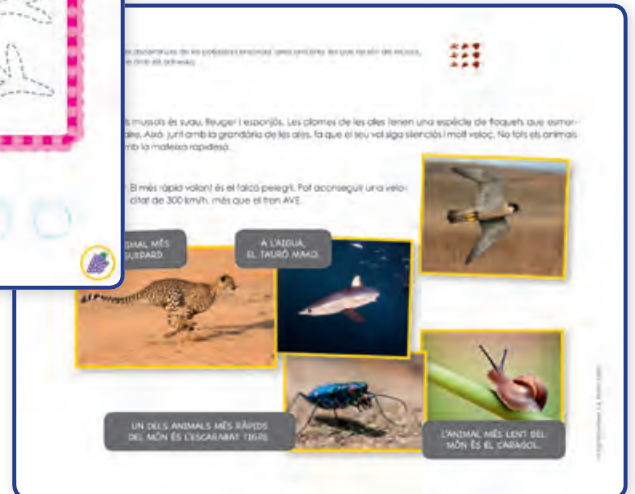 s mussols és suau, lleuger i esponjós. Les plomes de les ales tenen una espècie de floquets que esmor-
aire. Això, junt amb la grandària de les ales, fa que el seu vol siga silenciós i molt veloç. No tots els animals
mb la mateixa rapidesa.
El més ràpid volant és el falcó pelegrí. Pot aconseguir una velo-
citat de 300 km/h, més que el tren AVE.
IMAL MÉS
GUEPARD.
A L'AIGUA,
EL TAURÓ MAKO.
UN DELS ANIMALS MÉS RÀPIDS
DEL MÓN ÉS L'ESCARABAT TIGRE.
L'ANIMAL MÉS LENT DEL
MÓN ÉS EL CARAGOL.